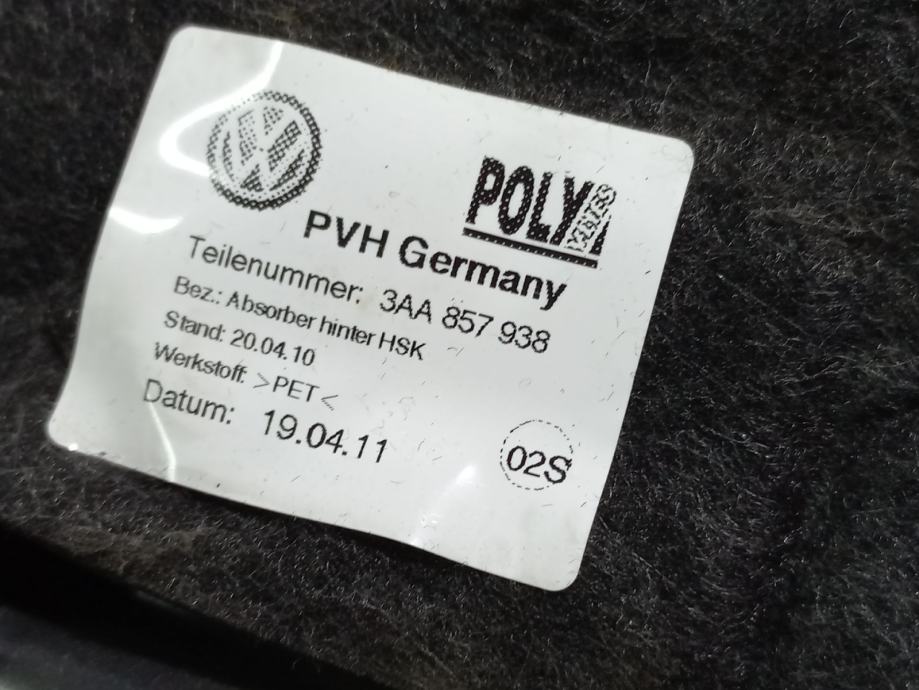 POLY
PVH Germany
Teilenummer: 3AA 857 938
Bez.: Absorber hinter HSK
Stand: 20.04.10
Werkstoff: >PET<
Datum: 19.04.11
02S